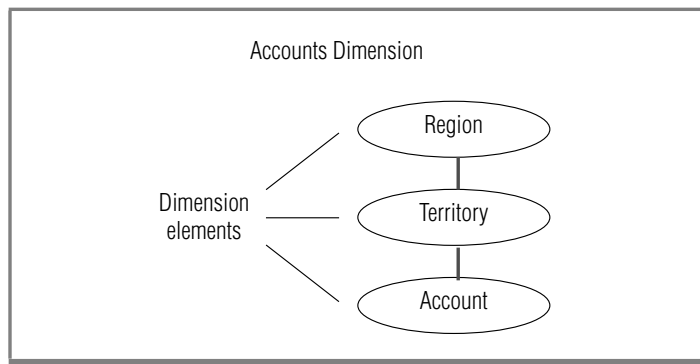 Accounts Dimension
Region
Dimension
elements
Territory
Account